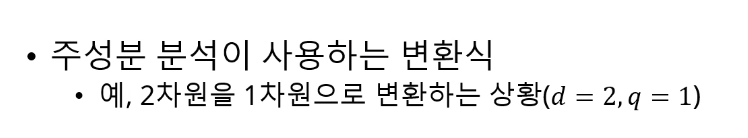 • 주성분 분석이 사용하는 변환식
• 예, 2차원을 1차원으로 변환하는 상황(d = 2, q = 1)